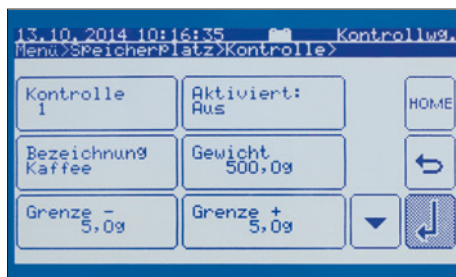 13.10.2014 10:16:35 Kontrollwg.
Menü>Speicherplatz>Kontrolle>
Kontrolle
1
Aktiviert:
Aus
HOME
Bezeichnung
Kaffee
Gewicht
500,0g
Grenze -
5,0g
Grenze +
5,0g